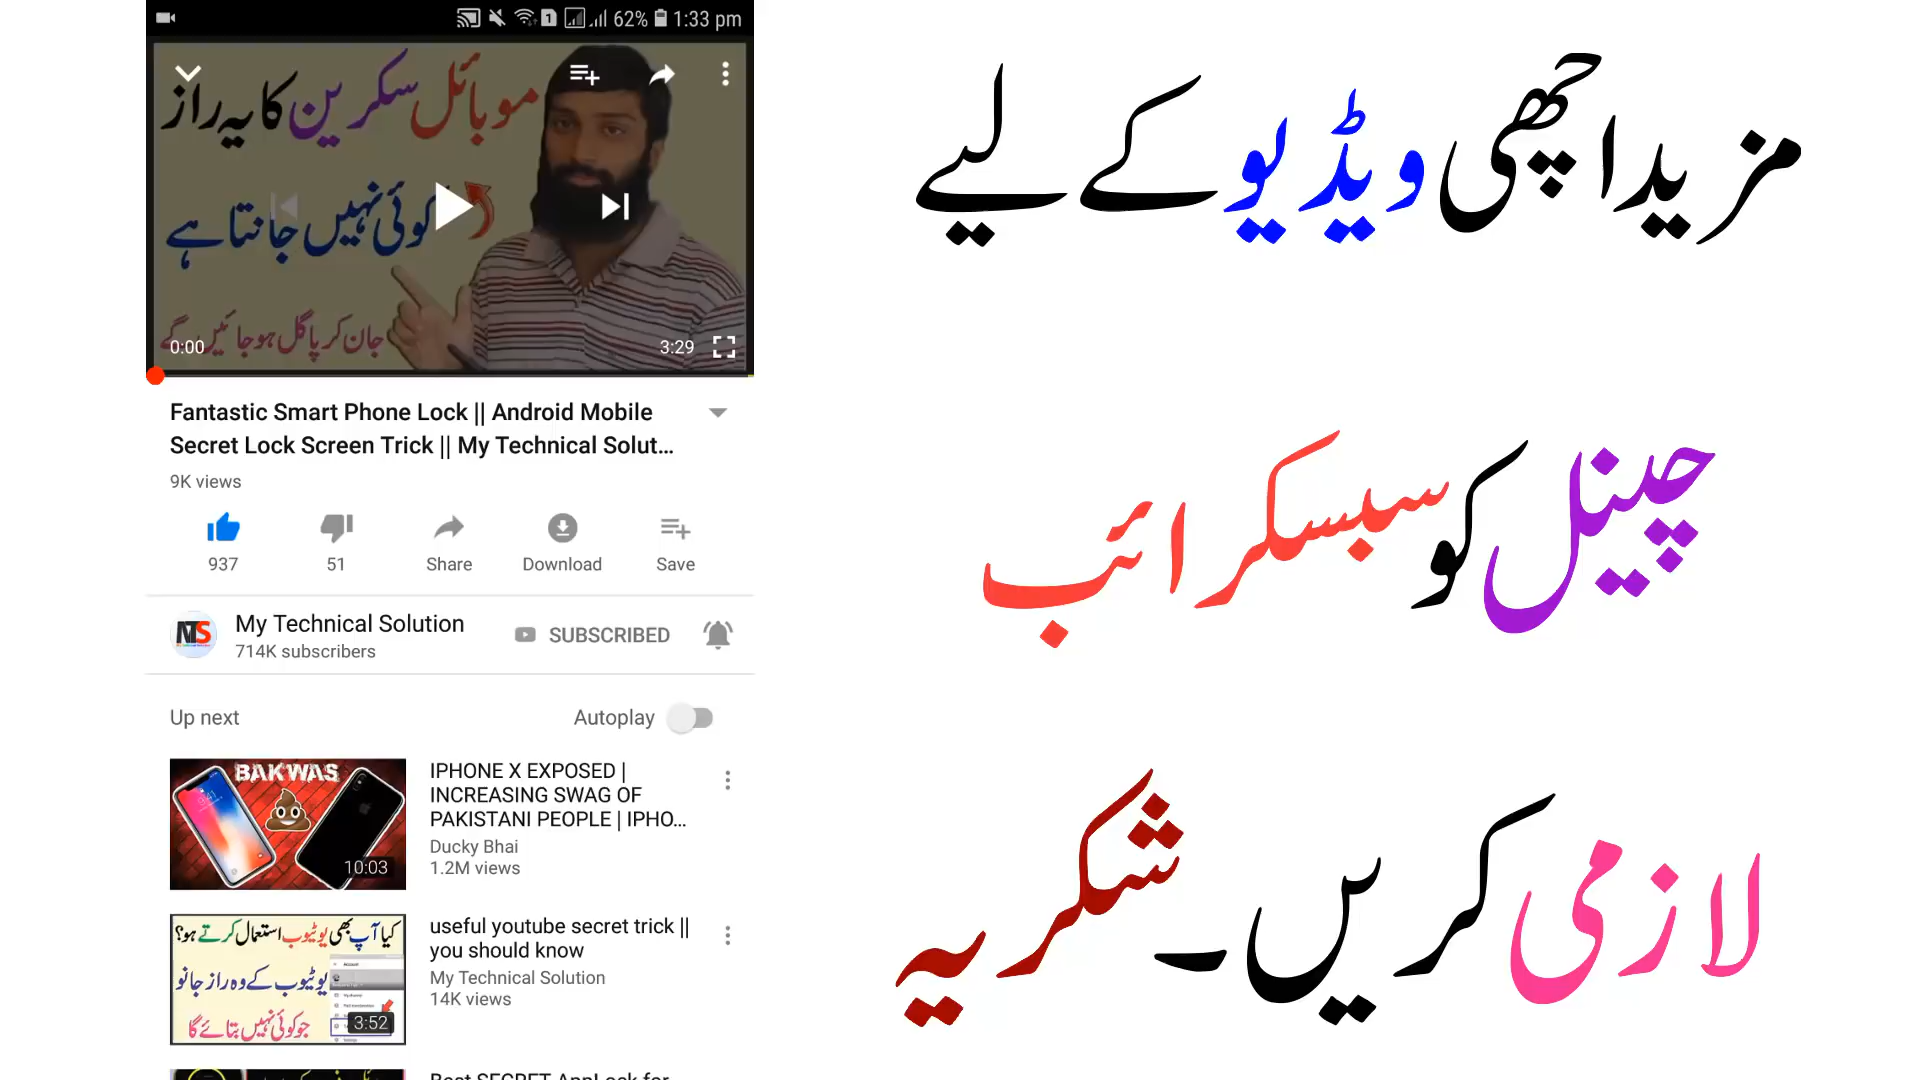 62% 1:33 pm
موبائل سکرین کا یہ راز
کوئی نہیں جانتا ہے
جان کر پاگل ہو جائیں گے
0:00 3:29
Fantastic Smart Phone Lock || Android Mobile
Secret Lock Screen Trick || My Technical Solut...
9K views
937 51 Share Download Save
MTS
My Technical Solution
714K subscribers
SUBSCRIBED
Up next Autoplay
BAKWAS
10:03
IPHONE X EXPOSED |
INCREASING SWAG OF
PAKISTANI PEOPLE | IPHO...
Ducky Bhai
1.2M views
کیا آپ بھی یوٹیوب استعمال کرتے ہو؟
یوٹیوب کے وہ راز جانو
جو کوئی نہیں بتائے گا
3:52
useful youtube secret trick ||
you should know
My Technical Solution
14K views
Best SECRET AppLock for
مزید اچھی ویڈیو کے لیے
چینل کو سبسکرائب
لازمی کریں۔ شکریہ